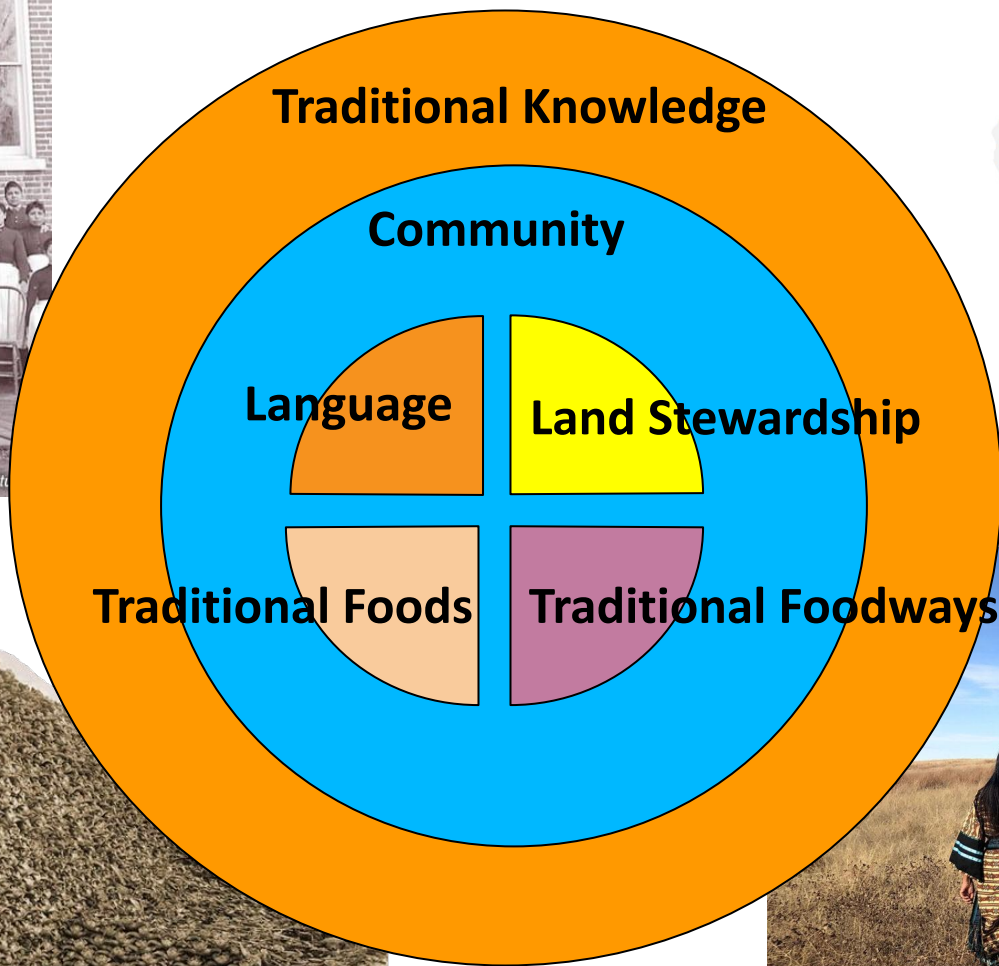 Traditional Knowledge
Community
Language
Land Stewardship
Traditional Foods
Traditional Foodways